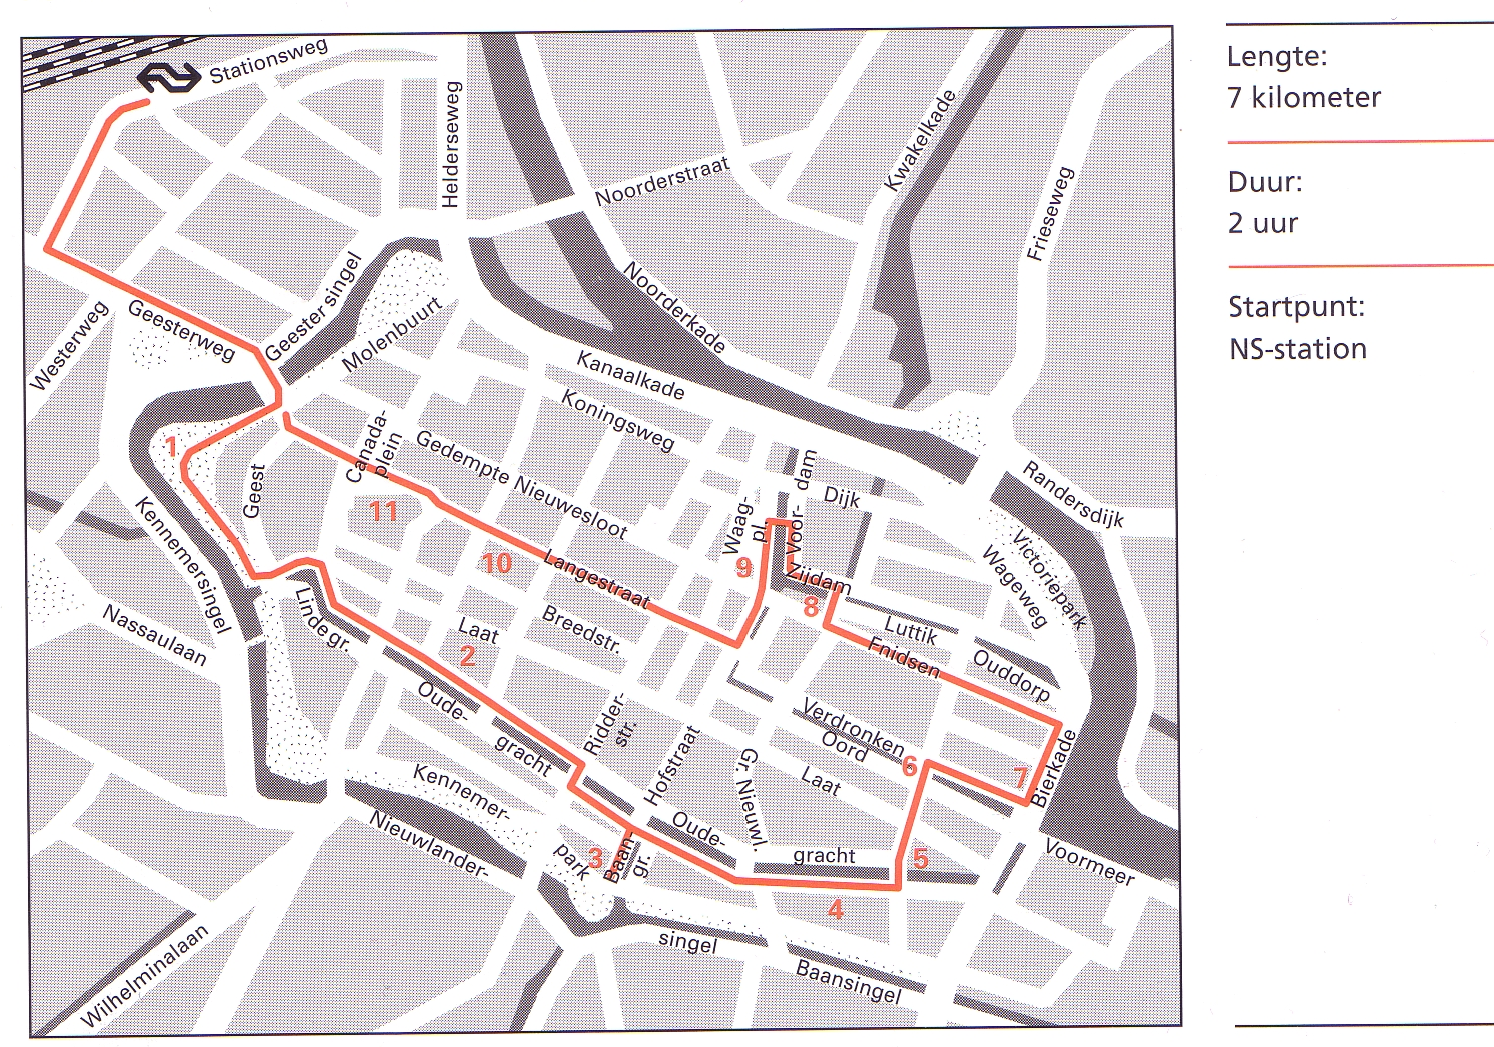 Lengte:
7 kilometer
Duur:
2 uur
Startpunt:
NS-station
Stationsweg
Helderseweg
Noorderstraat
Kwakelkade
Frieseweg
Noorderkade
Geester singel
Molenbuurt
Westerweg
Geesterweg
Kanaalkade
Koningsweg
Canada-
plein
Gedempte Nieuwesloot
1
Geest
11
Waag-
pl.
Voor-
dam
Dijk
Randersdijk
Victoriepark
Wageweg
Kennemersingel
10
Langestraat
9
Zijdam
8
Luttik
Ouddorp
Fnidsen
Nassaulaan
Lindegr.
Laat
2
Breedstr.
Oude-
gracht
Ridder-
str.
Hofstraat
Gr. Nieuwl.
Verdronken
Oord
Laat
6
7
Bierkade
Kennemer-
park
Nieuwlander-
singel
3
Baan-
gr.
Oude-
gracht
5
4
Voormeer
Wilhelminalaan
Baansingel